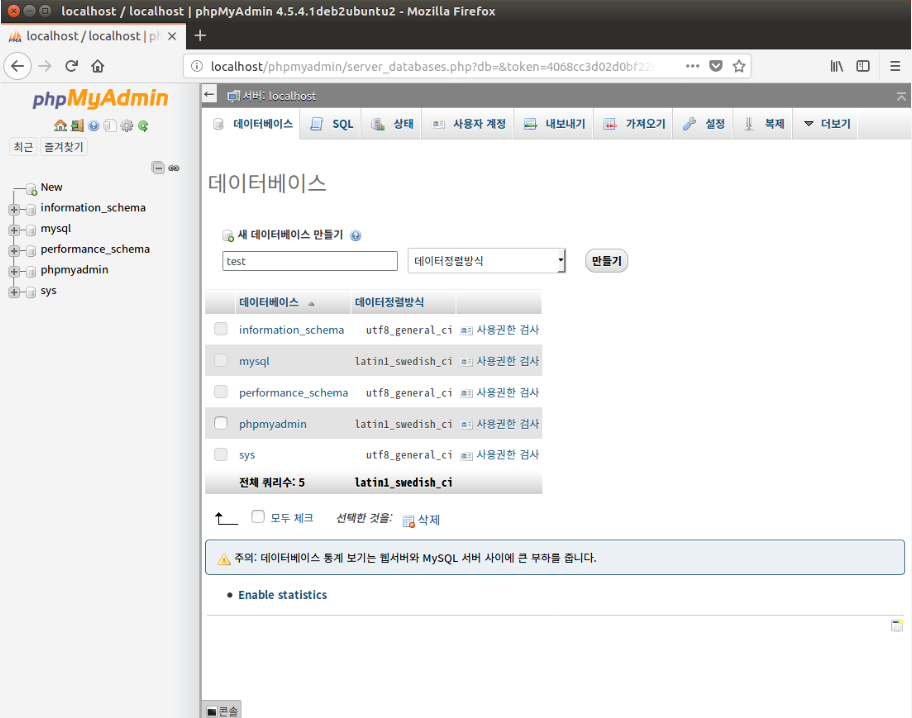 localhost / localhost | phpMyAdmin 4.5.4.1deb2ubuntu2 - Mozilla Firefox
localhost / localhost | ph
localhost/phpmyadmin/server_databases.php?db=&token=4068cc3d02d0bf22
phpMyAdmin
최근 즐겨찾기
New
information_schema
mysql
performance_schema
phpmyadmin
sys
서버: localhost
데이터베이스 SQL 상태 사용자 계정 내보내기 가져오기 설정 복제 더보기
데이터베이스
새 데이터베이스 만들기
test 데이터정렬방식 만들기
데이터베이스 데이터정렬방식
information_schema utf8_general_ci 사용권한 검사
mysql latin1_swedish_ci 사용권한 검사
performance_schema utf8_general_ci 사용권한 검사
phpmyadmin latin1_swedish_ci 사용권한 검사
sys utf8_general_ci 사용권한 검사
전체 쿼리수: 5 latin1_swedish_ci
모두 체크 선택한 것을: 삭제
주의: 데이터베이스 통계 보기는 웹서버와 MySQL 서버 사이에 큰 부하를 줍니다.
Enable statistics
콘솔